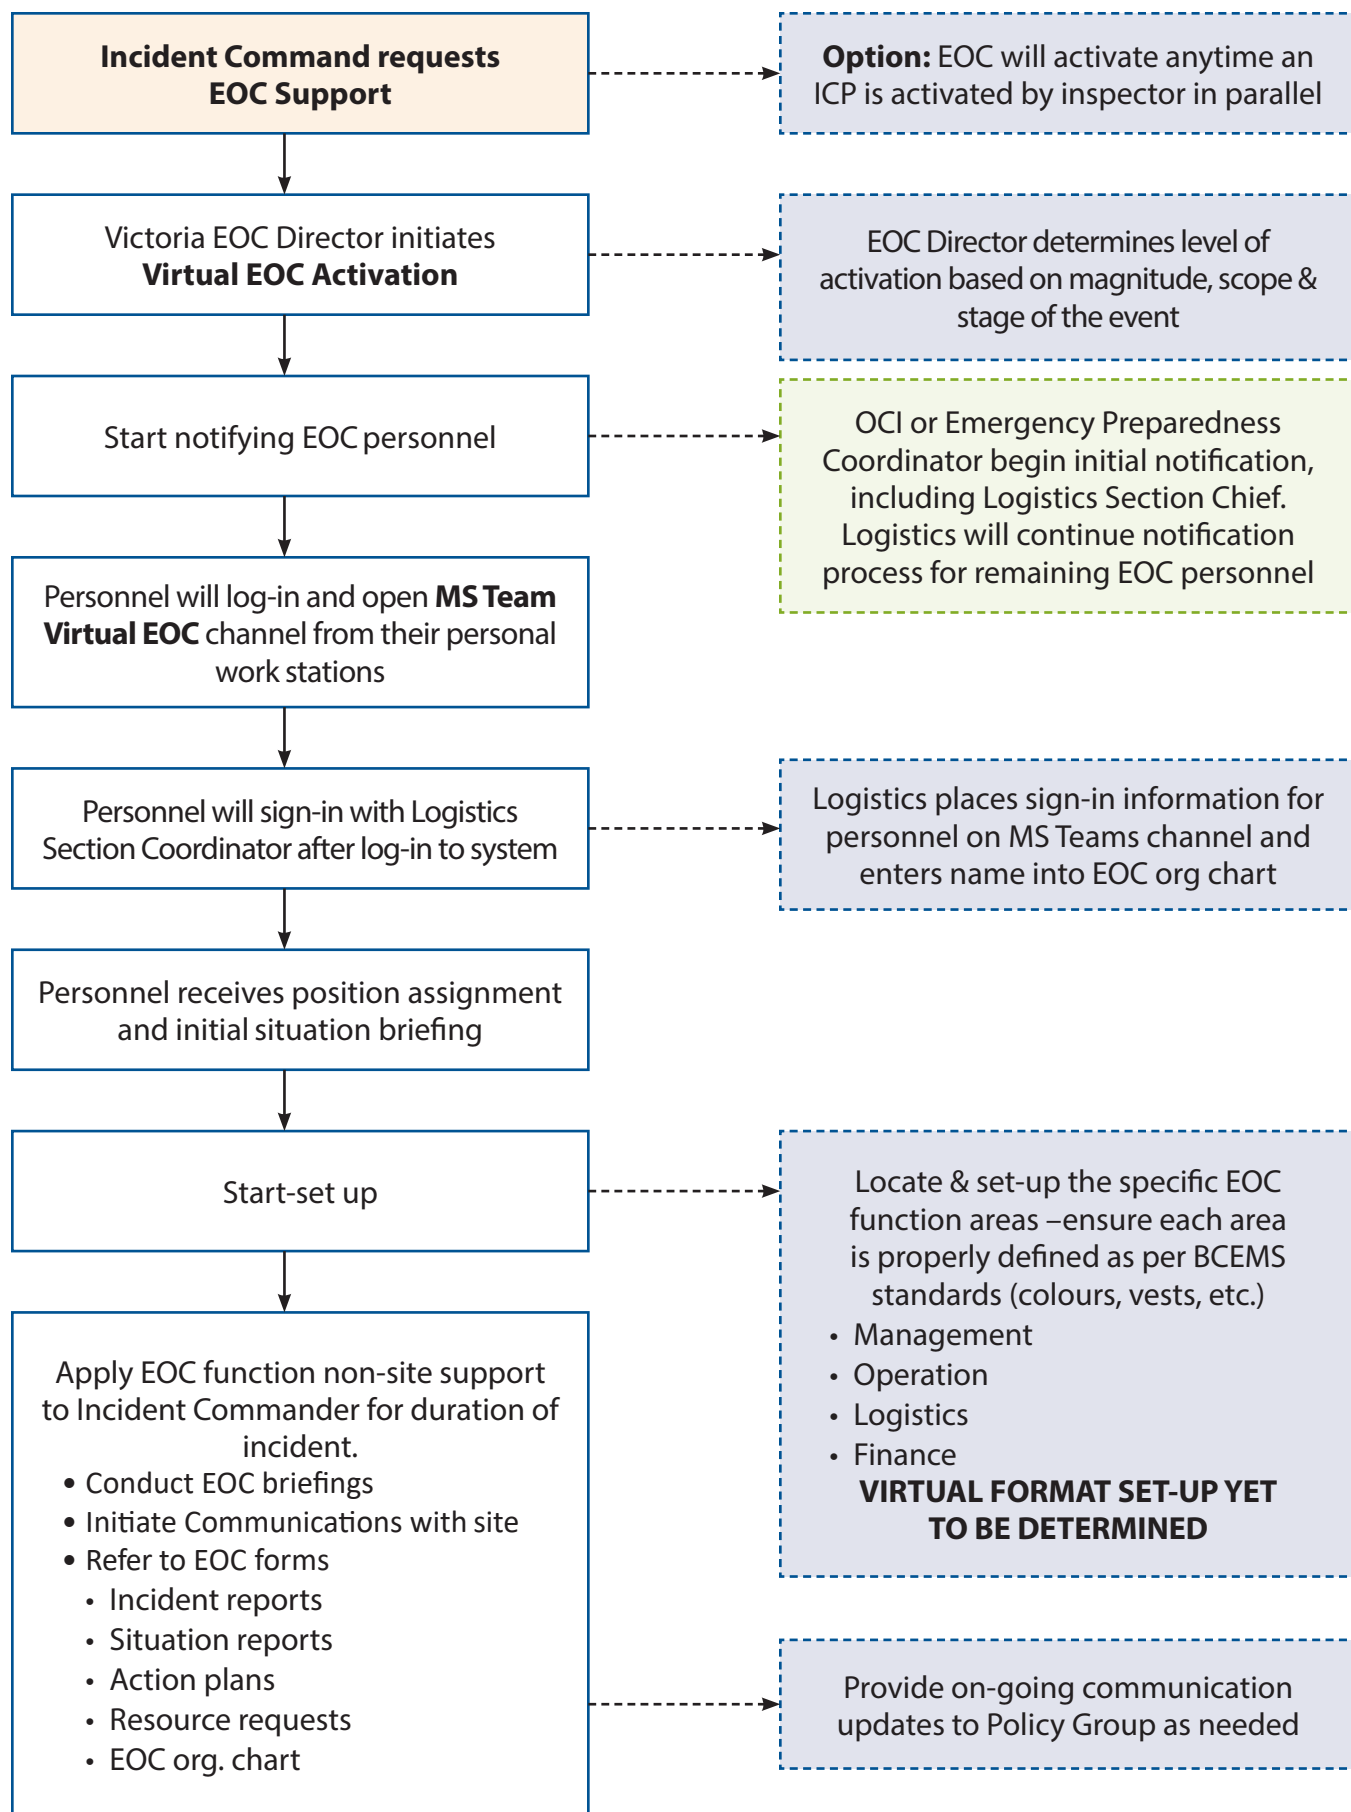 Incident Command requests
EOC Support
Option: EOC will activate anytime an
ICP is activated by inspector in parallel
Victoria EOC Director initiates
Virtual EOC Activation
EOC Director determines level of
activation based on magnitude, scope &
stage of the event
Start notifying EOC personnel
OCI or Emergency Preparedness
Coordinator begin initial notification,
including Logistics Section Chief.
Logistics will continue notification
process for remaining EOC personnel
Personnel will log-in and open MS Team
Virtual EOC channel from their personal
work stations
Personnel will sign-in with Logistics
Section Coordinator after log-in to system
Logistics places sign-in information for
personnel on MS Teams channel and
enters name into EOC org chart
Personnel receives position assignment
and initial situation briefing
Start-set up
Locate & set-up the specific EOC
function areas –ensure each area
is properly defined as per BCEMS
standards (colours, vests, etc.)
• Management
• Operation
• Logistics
• Finance
VIRTUAL FORMAT SET-UP YET
TO BE DETERMINED
Apply EOC function non-site support
to Incident Commander for duration of
incident.
• Conduct EOC briefings
• Initiate Communications with site
• Refer to EOC forms
• Incident reports
• Situation reports
• Action plans
• Resource requests
• EOC org. chart
Provide on-going communication
updates to Policy Group as needed